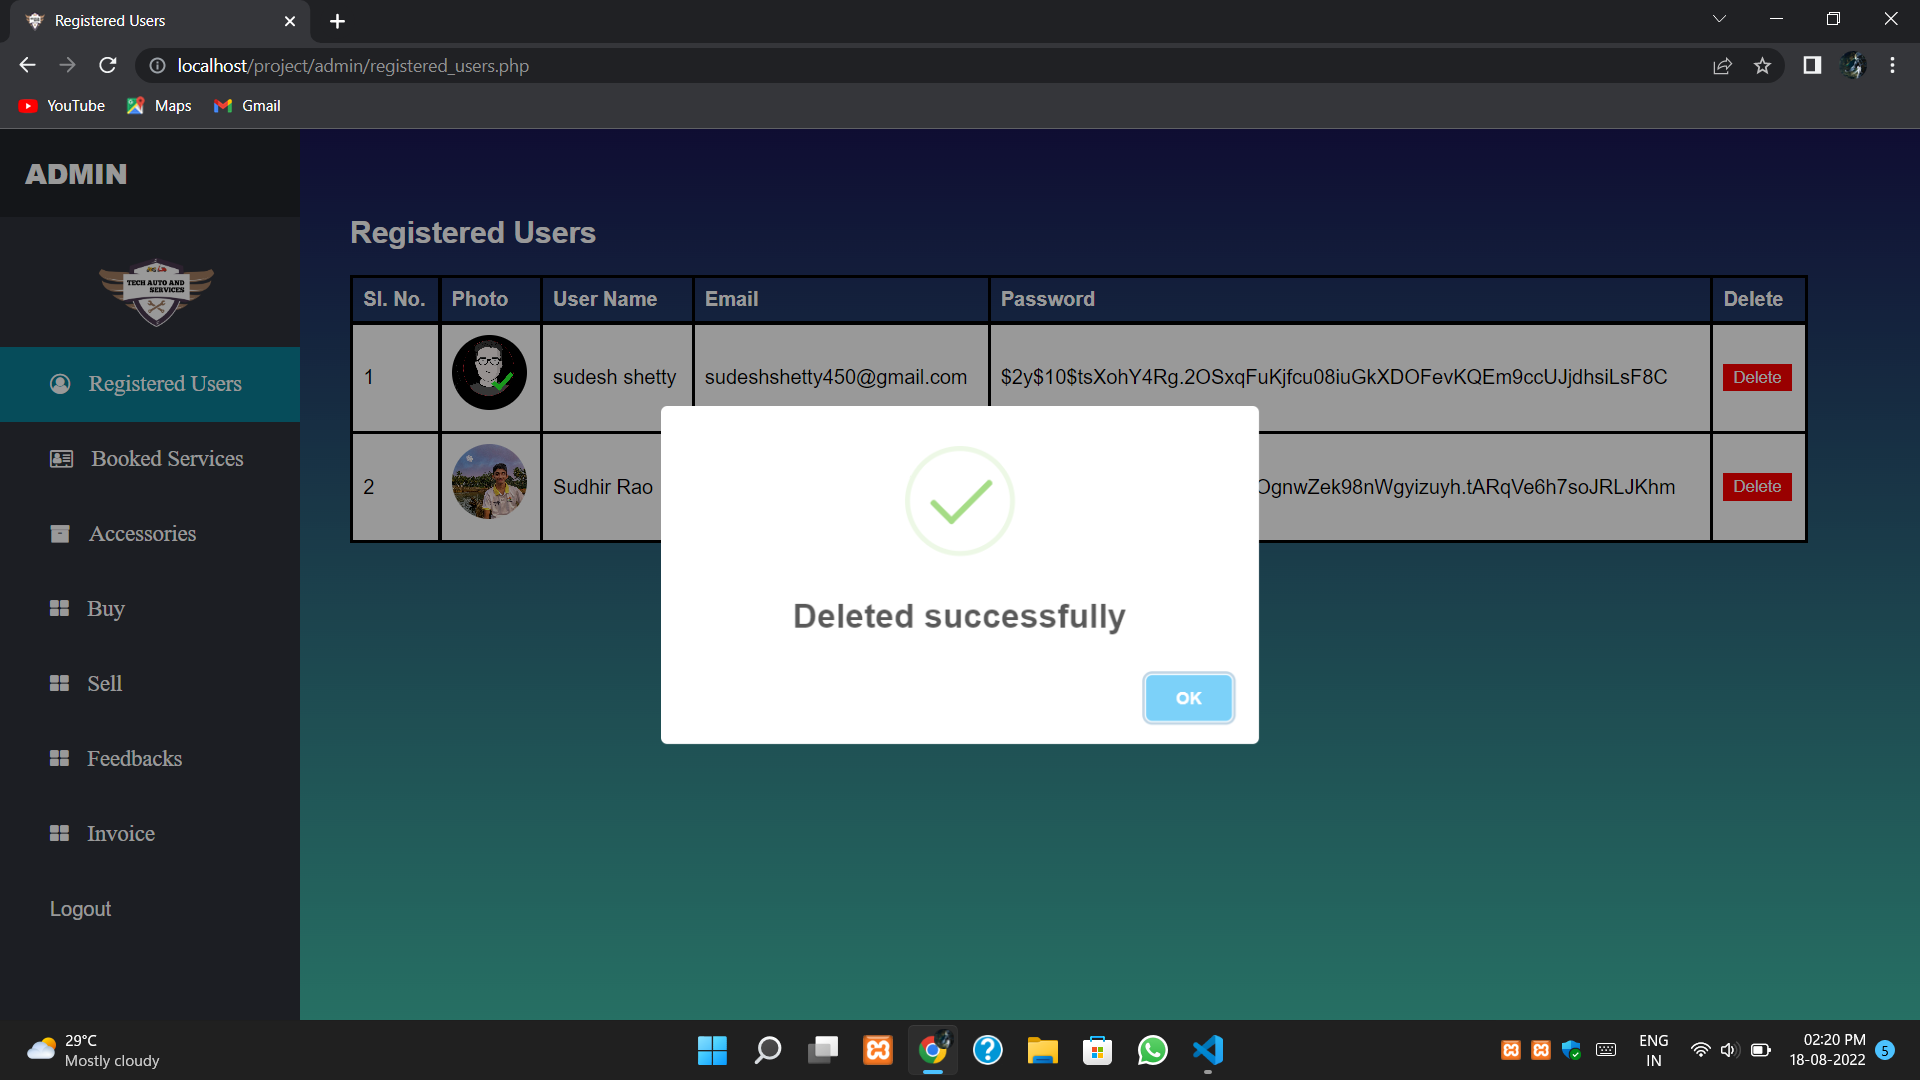 Registered Users
localhost/project/admin/registered_users.php
YouTube Maps Gmail
ADMIN
TECH AUTO AND
SERVICES
Registered Users
Booked Services
Accessories
Buy
Sell
Feedbacks
Invoice
Logout
Registered Users
Sl. No. Photo User Name Email Password Delete
1 sudesh shetty sudeshshetty450@gmail.com $2y$10$tsXohY4Rg.2OSxqFuKjfcu08iuGkXDOFevKQEm9ccUJjdhsiLsF8C Delete
2 Sudhir Rao OgnwZek98nWgyizuyh.tARqVe6h7soJRLJKhm Delete
Deleted successfully
OK
29°C
Mostly cloudy
ENG
IN
02:20 PM
18-08-2022
5